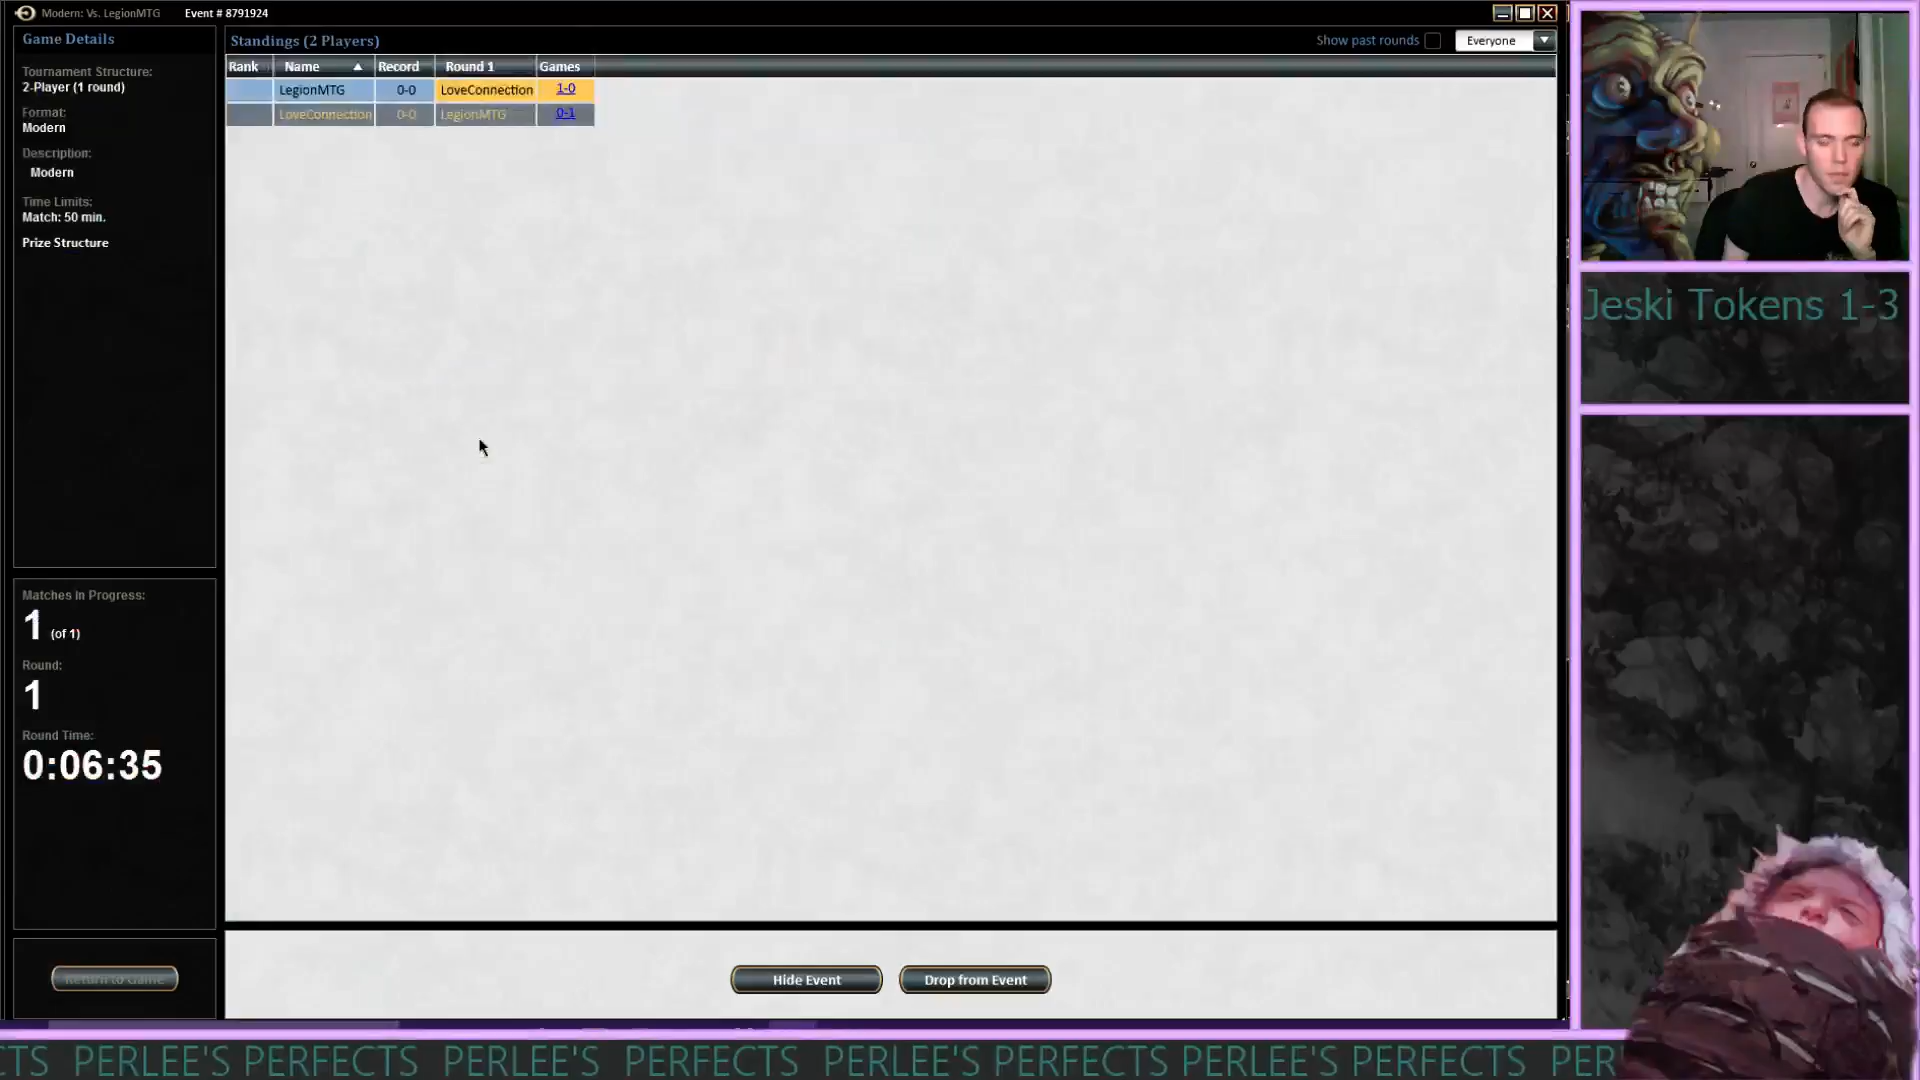 Modern: Vs. LegionMTG Event # 8791924
Game Details
Tournament Structure:
2-Player (1 round)
Format:
Modern
Description:
Modern
Time Limits:
Match: 50 min.
Prize Structure
Standings (2 Players)
Show past rounds Everyone
Rank Name Record Round 1 Games
LegionMTG 0-0 LoveConnection 1-0
LoveConnection 0-0 LegionMTG 0-1
Matches In Progress:
1 (of 1)
Round:
1
Round Time:
0:06:35
Return to Game
Hide Event Drop from Event
Jeski Tokens 1-3
CTS PERLEE'S PERFECTS PERLEE'S PERFECTS PERLEE'S PERFECTS PERLEE'S PERFECTS PER